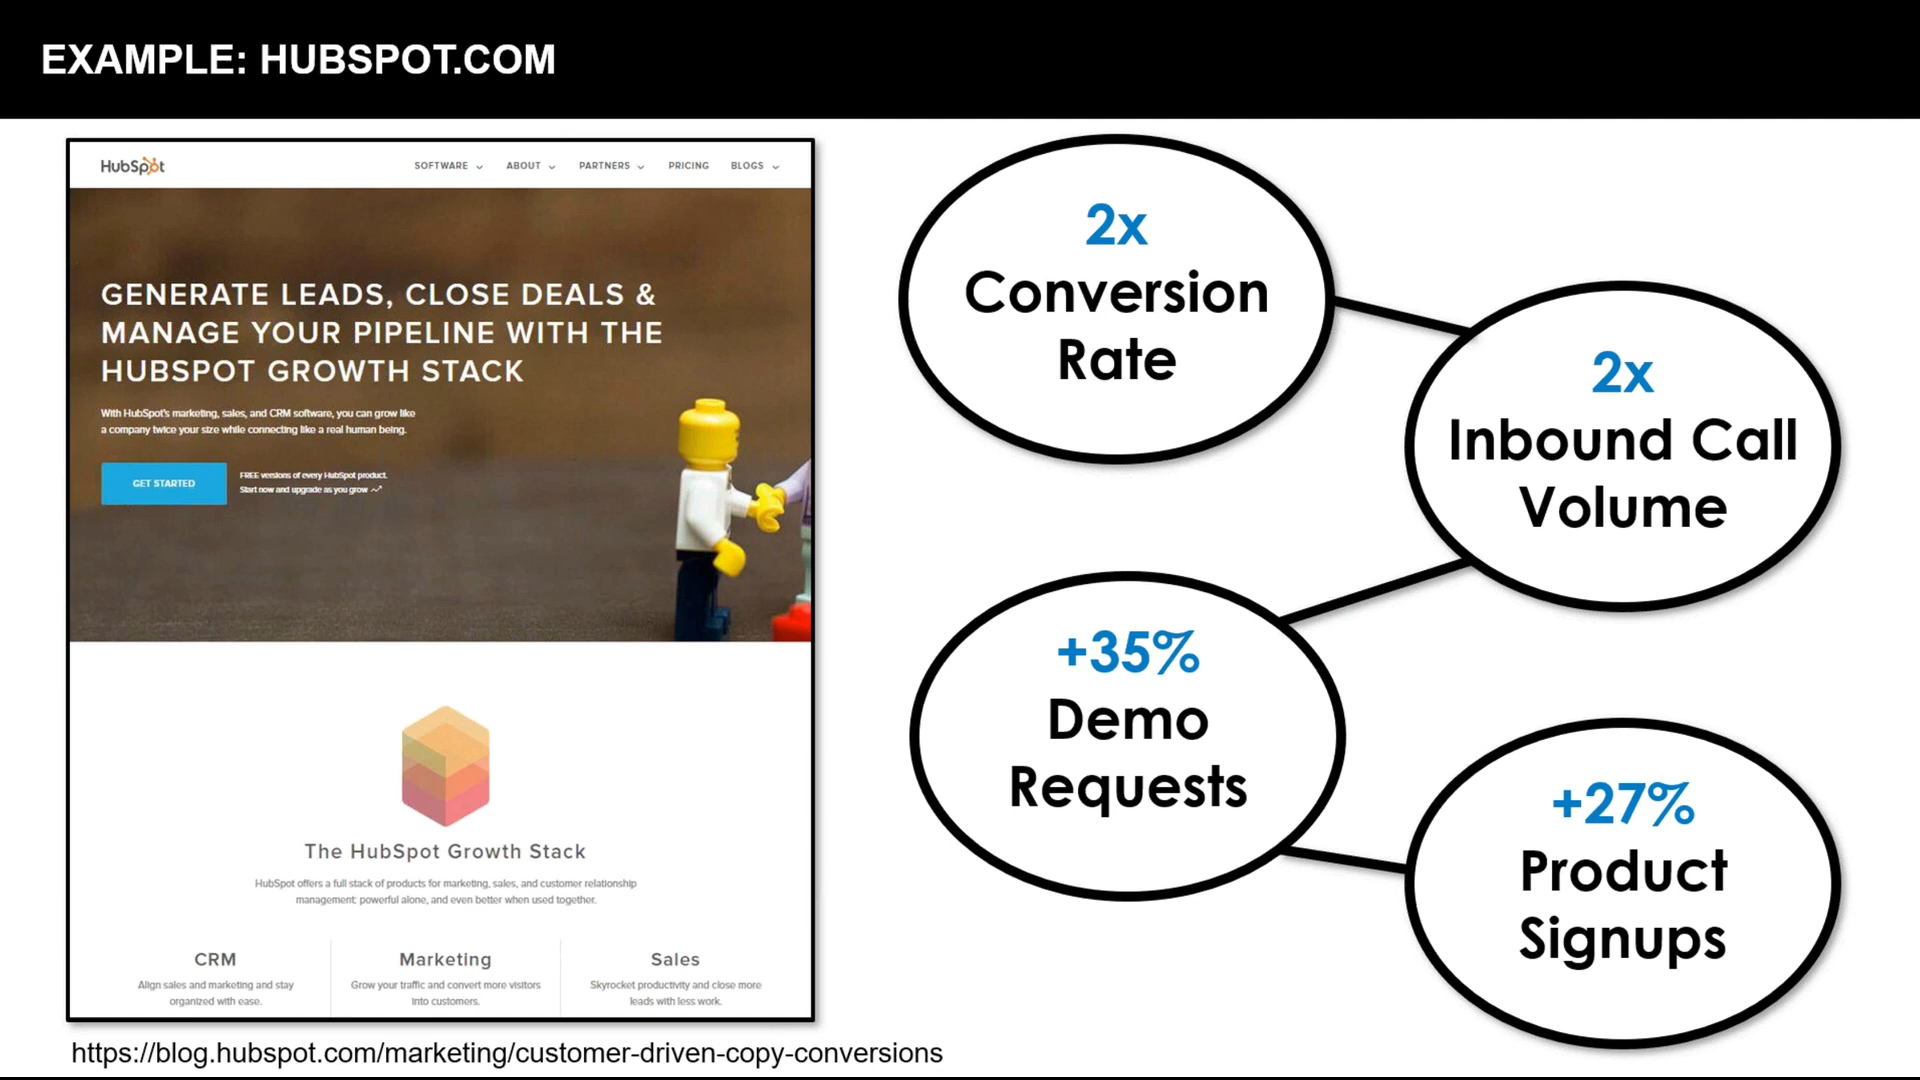 EXAMPLE: HUBSPOT.COM
HubSpot
SOFTWARE ABOUT PARTNERS PRICING BLOGS
GENERATE LEADS, CLOSE DEALS &
MANAGE YOUR PIPELINE WITH THE
HUBSPOT GROWTH STACK
With HubSpot's marketing, sales, and CRM software, you can grow like
a company twice your size while connecting like a real human being.
GET STARTED
FREE versions of every HubSpot product.
Start now and upgrade as you grow
The HubSpot Growth Stack
HubSpot offers a full stack of products for marketing, sales, and customer relationship
management: powerful alone, and even better when used together.
CRM
Align sales and marketing and stay
organized with ease.
Marketing
Grow your traffic and convert more visitors
into customers.
Sales
Skyrocket productivity and close more
leads with less work.
2x
Conversion
Rate
2x
Inbound Call
Volume
+35%
Demo
Requests
+27%
Product
Signups
https://blog.hubspot.com/marketing/customer-driven-copy-conversions